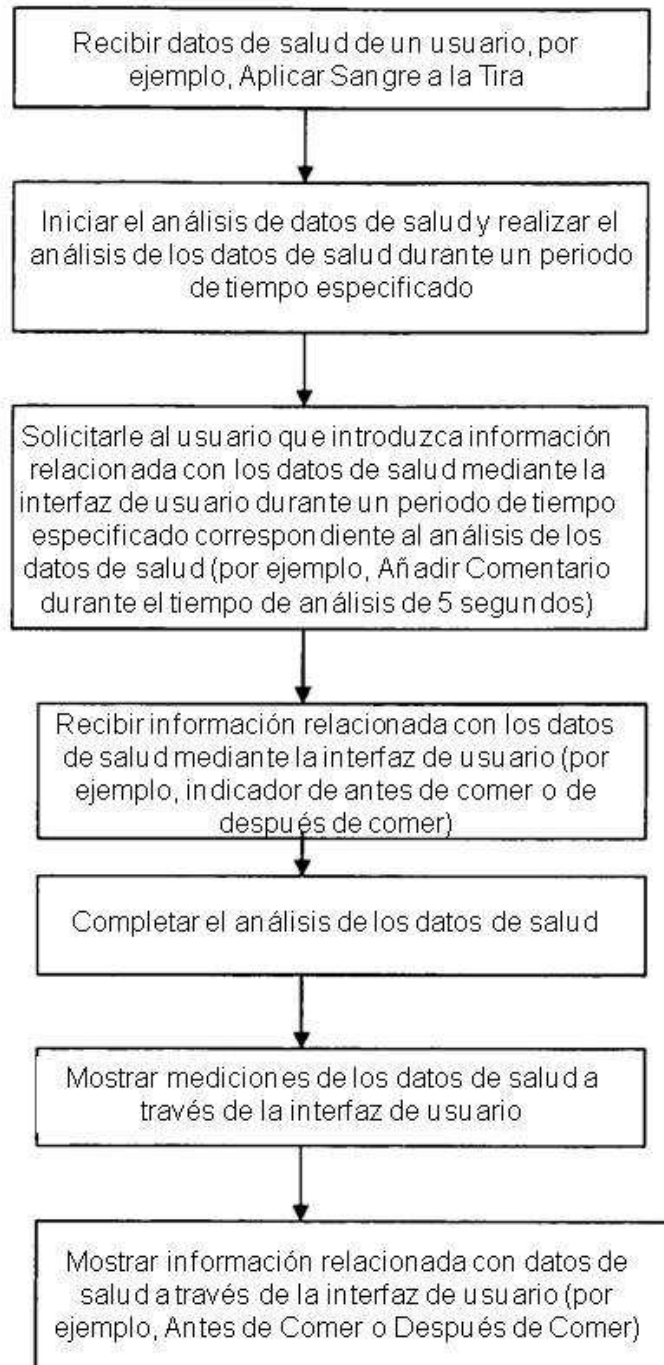 Recibir datos de salud de un usuario, por
ejemplo, Aplicar Sangre a la Tira
Iniciar el análisis de datos de salud y realizar el
análisis de los datos de salud durante un periodo
de tiempo especificado
Solicitarle al usuario que introduzca información
relacionada con los datos de salud mediante la
interfaz de usuario durante un periodo de tiempo
especificado correspondiente al análisis de los
datos de salud (por ejemplo, Añadir Comentario
durante el tiempo de análisis de 5 segundos)
Recibir información relacionada con los datos
de salud mediante la interfaz de usuario (por
ejemplo, indicador de antes de comer o de
después de comer)
Completar el análisis de los datos de salud
Mostrar mediciones de los datos de salud a
través de la interfaz de usuario
Mostrar información relacionada con datos de
salud a través de la interfaz de usuario (por
ejemplo, Antes de Comer o Después de Comer)